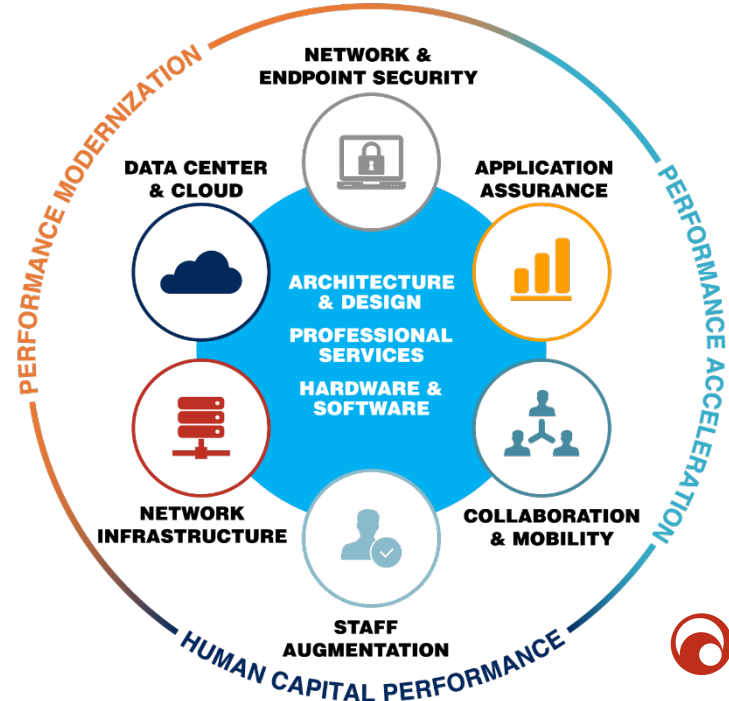 PERFORMANCE MODERNIZATION
NETWORK &
ENDPOINT SECURITY
DATA CENTER
& CLOUD
APPLICATION
ASSURANCE
PERFORMANCE ACCELERATION
ARCHITECTURE
& DESIGN
PROFESSIONAL
SERVICES
HARDWARE &
SOFTWARE
NETWORK
INFRASTRUCTURE
COLLABORATION
& MOBILITY
STAFF
AUGMENTATION
HUMAN CAPITAL PERFORMANCE